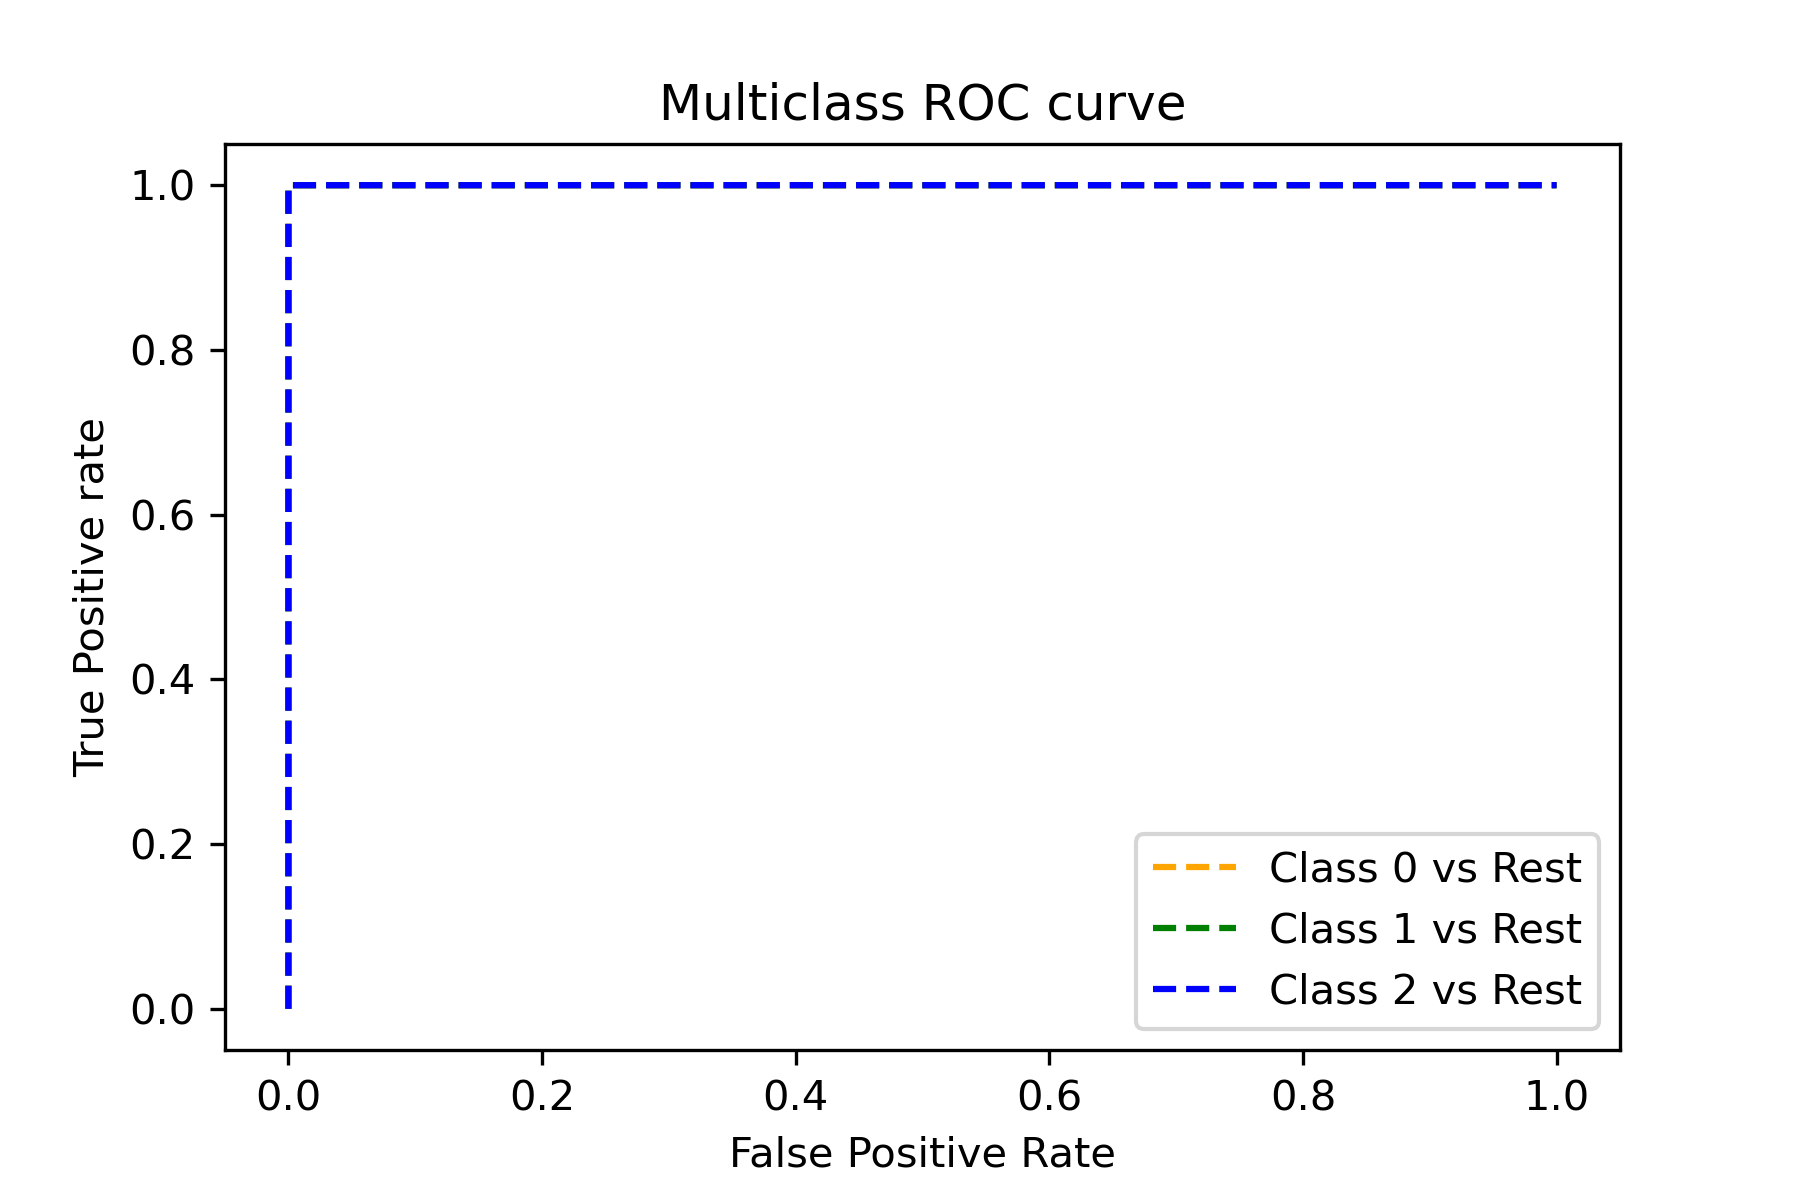 Multiclass ROC curve
1.0
0.8
0.6
0.4
0.2
0.0
True Positive rate
Class 0 vs Rest
Class 1 vs Rest
Class 2 vs Rest
0.0 0.2 0.4 0.6 0.8 1.0
False Positive Rate